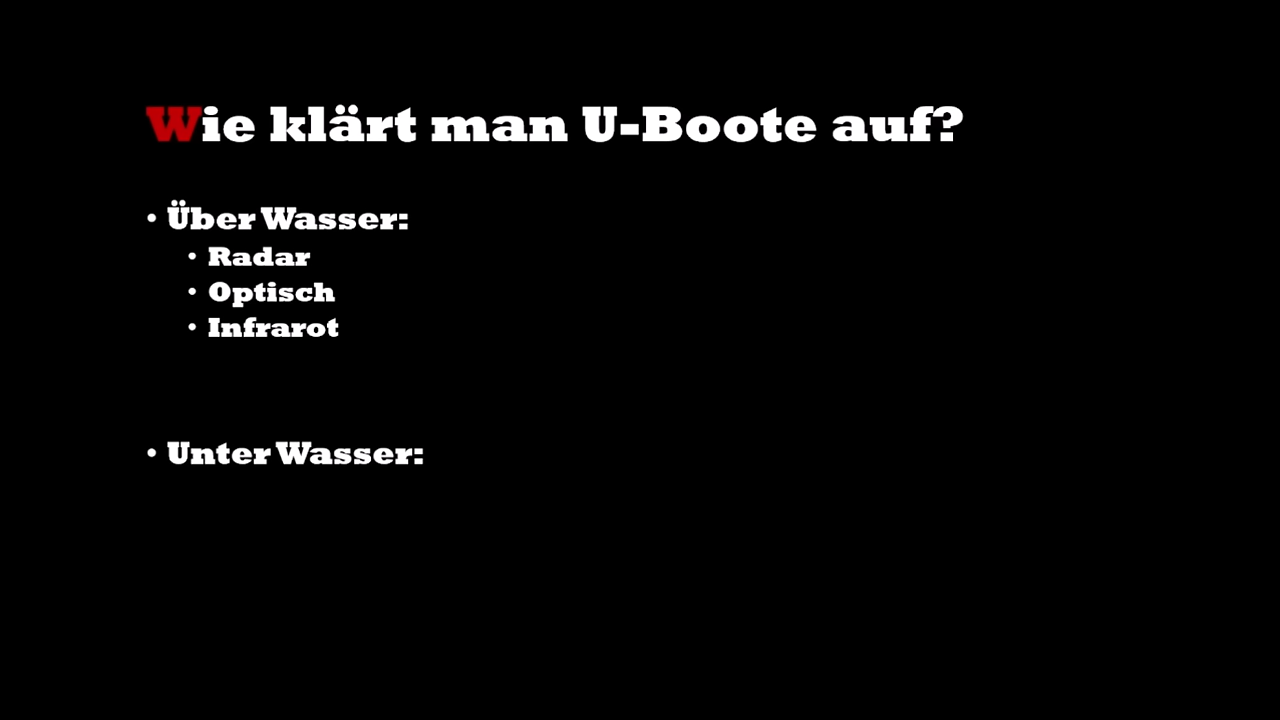 Wie klärt man U-Boote auf?
• Über Wasser:
• Radar
• Optisch
• Infrarot
• Unter Wasser: